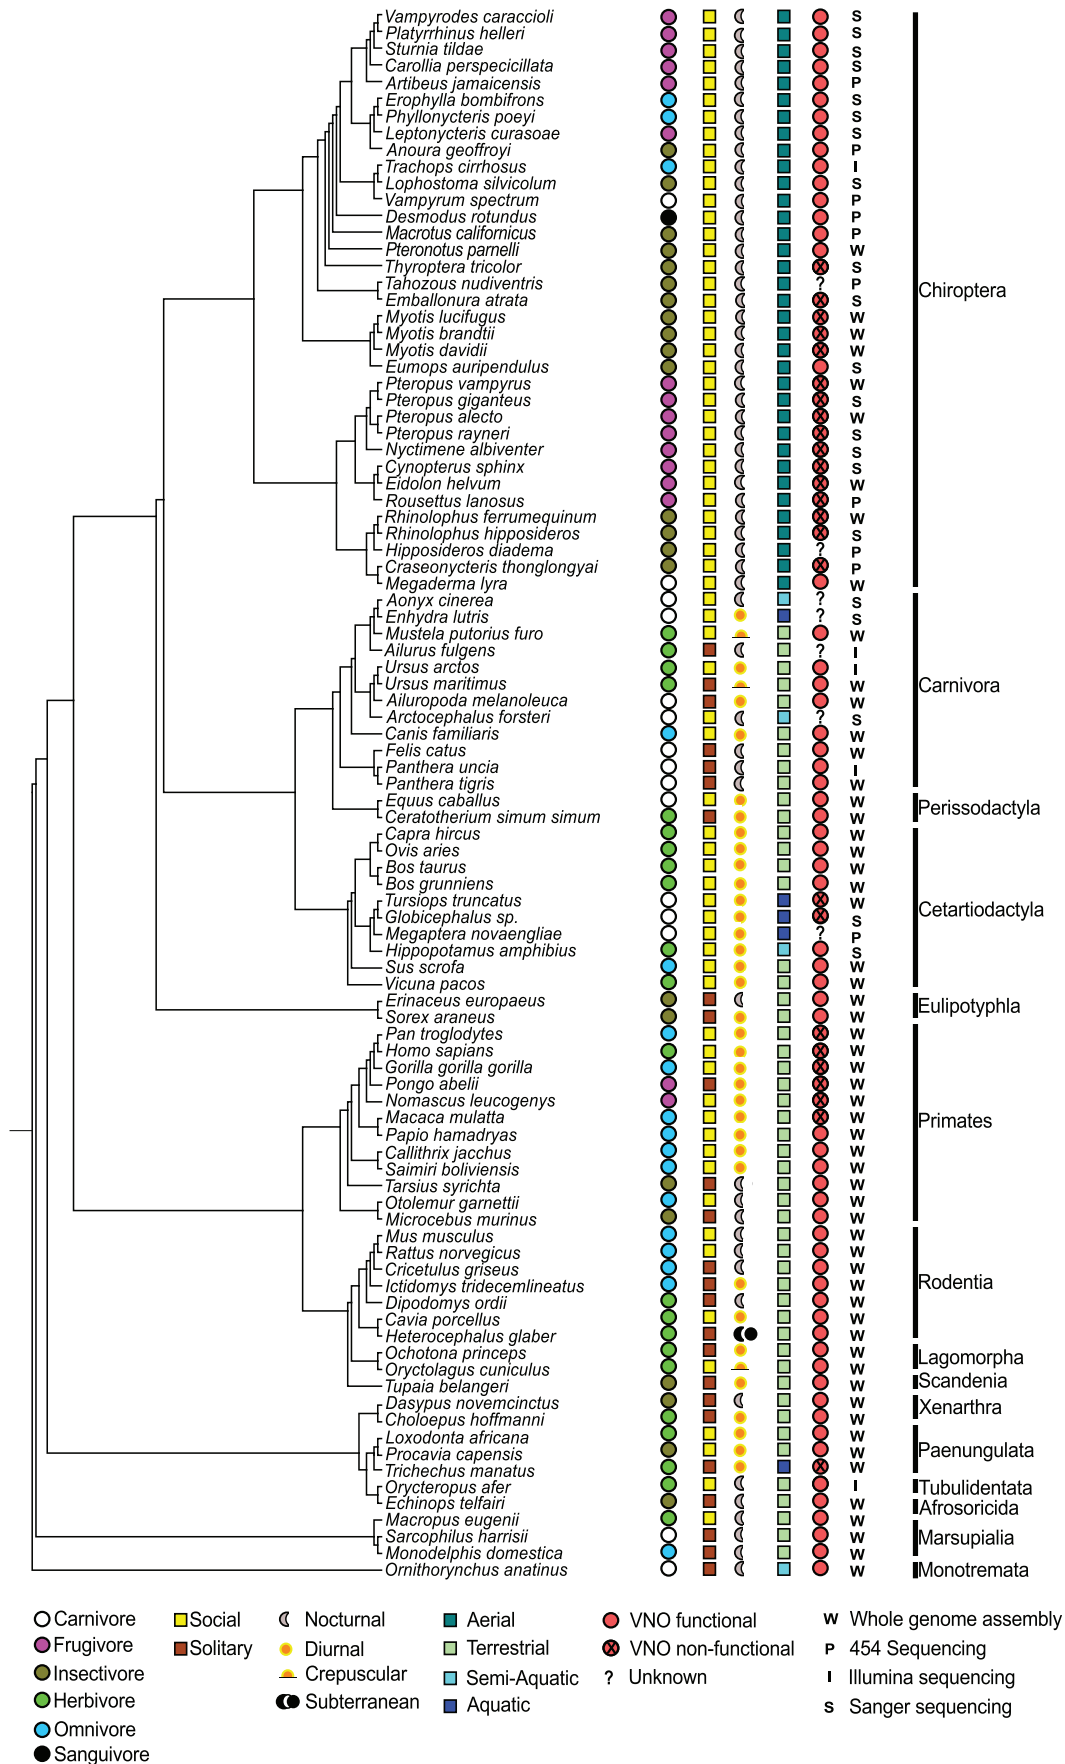 Vampyrodes caraccioli S
Platyrrhinus helleri S
Sturnia tildae S
Carollia perspecicillata S
Artibeus jamaicensis P
Erophylla bombifrons S
Phyllonycteris poeyi S
Leptonycteris curasoae S
Anoura geoffroyi P
Trachops cirrhosus I
Lophostoma silvicolum S
Vampyrum spectrum P
Desmodus rotundus P
Macrotus californicus P
Pteronotus parnelli W
Thyroptera tricolor X S
Tahozous nudiventris ? P
Chiroptera
Emballonura atrata X S
Myotis lucifugus X W
Myotis brandtii X W
Myotis davidii X W
Eumops auripendulus S
Pteropus vampyrus X W
Pteropus giganteus X S
Pteropus alecto X W
Pteropus rayneri X S
Nyctimene albiventer X S
Cynopterus sphinx X S
Eidolon helvum X W
Rousettus lanosus X P
Rhinolophus ferrumequinum X W
Rhinolophus hipposideros X S
Hipposideros diadema ? P
Craseonycteris thonglongyai X P
Megaderma lyra W
Aonyx cinerea ? S
Enhydra lutris ? S
Mustela putorius furo W
Ailurus fulgens ? I
Ursus arctos I
Ursus maritimus W Carnivora
Ailuropoda melanoleuca W
Arctocephalus forsteri ? S
Canis familiaris W
Felis catus W
Panthera uncia I
Panthera tigris W
Equus caballus W
Perissodactyla
Ceratotherium simum simum W
Capra hircus W
Ovis aries W
Bos taurus W
Bos grunniens W
Tursiops truncatus X W
Cetartiodactyla
Globicephalus sp. X S
Megaptera novaengliae ? P
Hippopotamus amphibius S
Sus scrofa W
Vicuna pacos W
Erinaceus europaeus W
Eulipotyphla
Sorex araneus W
Pan troglodytes X W
Homo sapians X W
Gorilla gorilla gorilla X W
Pongo abelii X W
Nomascus leucogenys X W
Macaca mulatta X W
Primates
Papio hamadryas W
Callithrix jacchus W
Saimiri boliviensis W
Tarsius syrichta W
Otolemur garnettii W
Microcebus murinus W
Mus musculus W
Rattus norvegicus W
Cricetulus griseus W
Ictidomys tridecemlineatus W Rodentia
Dipodomys ordii W
Cavia porcellus W
Heterocephalus glaber W
Ochotona princeps W
Lagomorpha
Oryctolagus cuniculus W
Tupaia belangeri W Scandenia
Dasypus novemcinctus W
Xenarthra
Choloepus hoffmanni W
Loxodonta africana W
Procavia capensis W Paenungulata
Trichechus manatus X W
Orycteropus afer I Tubulidentata
Echinops telfairi W Afrosoricida
Macropus eugenii W
Sarcophilus harrisii W Marsupialia
Monodelphis domestica W
Ornithorynchus anatinus W Monotremata
Carnivore Social Nocturnal Aerial VNO functional W Whole genome assembly
Frugivore Solitary Diurnal Terrestrial X VNO non-functional P 454 Sequencing
Insectivore Crepuscular Semi-Aquatic ? Unknown I Illumina sequencing
Herbivore Subterranean Aquatic S Sanger sequencing
Omnivore
Sanguivore